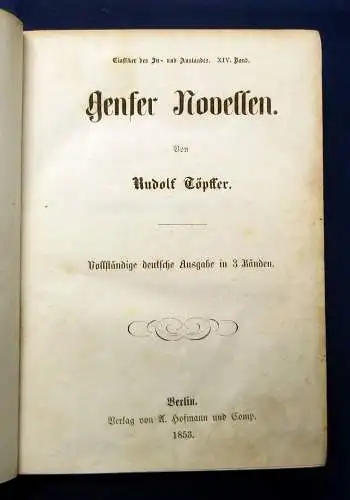 Classiker des In- und Auslandes. XIV. Band.
Genfer Novellen.
Von
Rudolf Töpffer.
Vollständige deutsche Ausgabe in 3 Bänden.
Berlin.
Verlag von A. Hofmann und Comp.
1853.